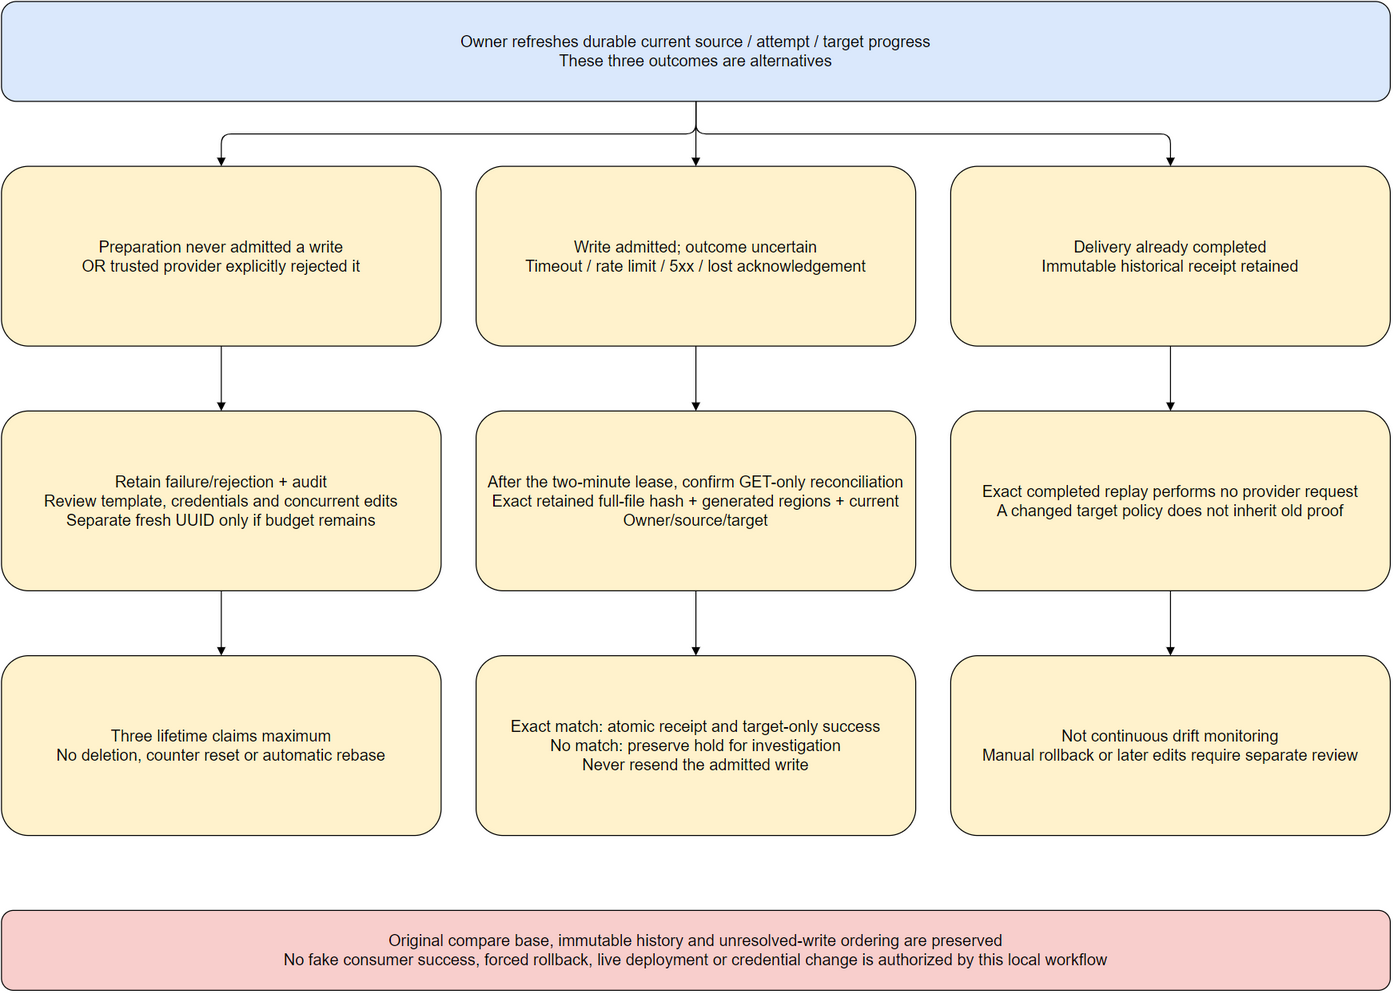 Owner refreshes durable current source / attempt / target progress
These three outcomes are alternatives
Preparation never admitted a write
OR trusted provider explicitly rejected it
Write admitted; outcome uncertain
Timeout / rate limit / 5xx / lost acknowledgement
Delivery already completed
Immutable historical receipt retained
Retain failure/rejection + audit
Review template, credentials and concurrent edits
Separate fresh UUID only if budget remains
After the two-minute lease, confirm GET-only reconciliation
Exact retained full-file hash + generated regions + current
Owner/source/target
Exact completed replay performs no provider request
A changed target policy does not inherit old proof
Three lifetime claims maximum
No deletion, counter reset or automatic rebase
Exact match: atomic receipt and target-only success
No match: preserve hold for investigation
Never resend the admitted write
Not continuous drift monitoring
Manual rollback or later edits require separate review
Original compare base, immutable history and unresolved-write ordering are preserved
No fake consumer success, forced rollback, live deployment or credential change is authorized by this local workflow